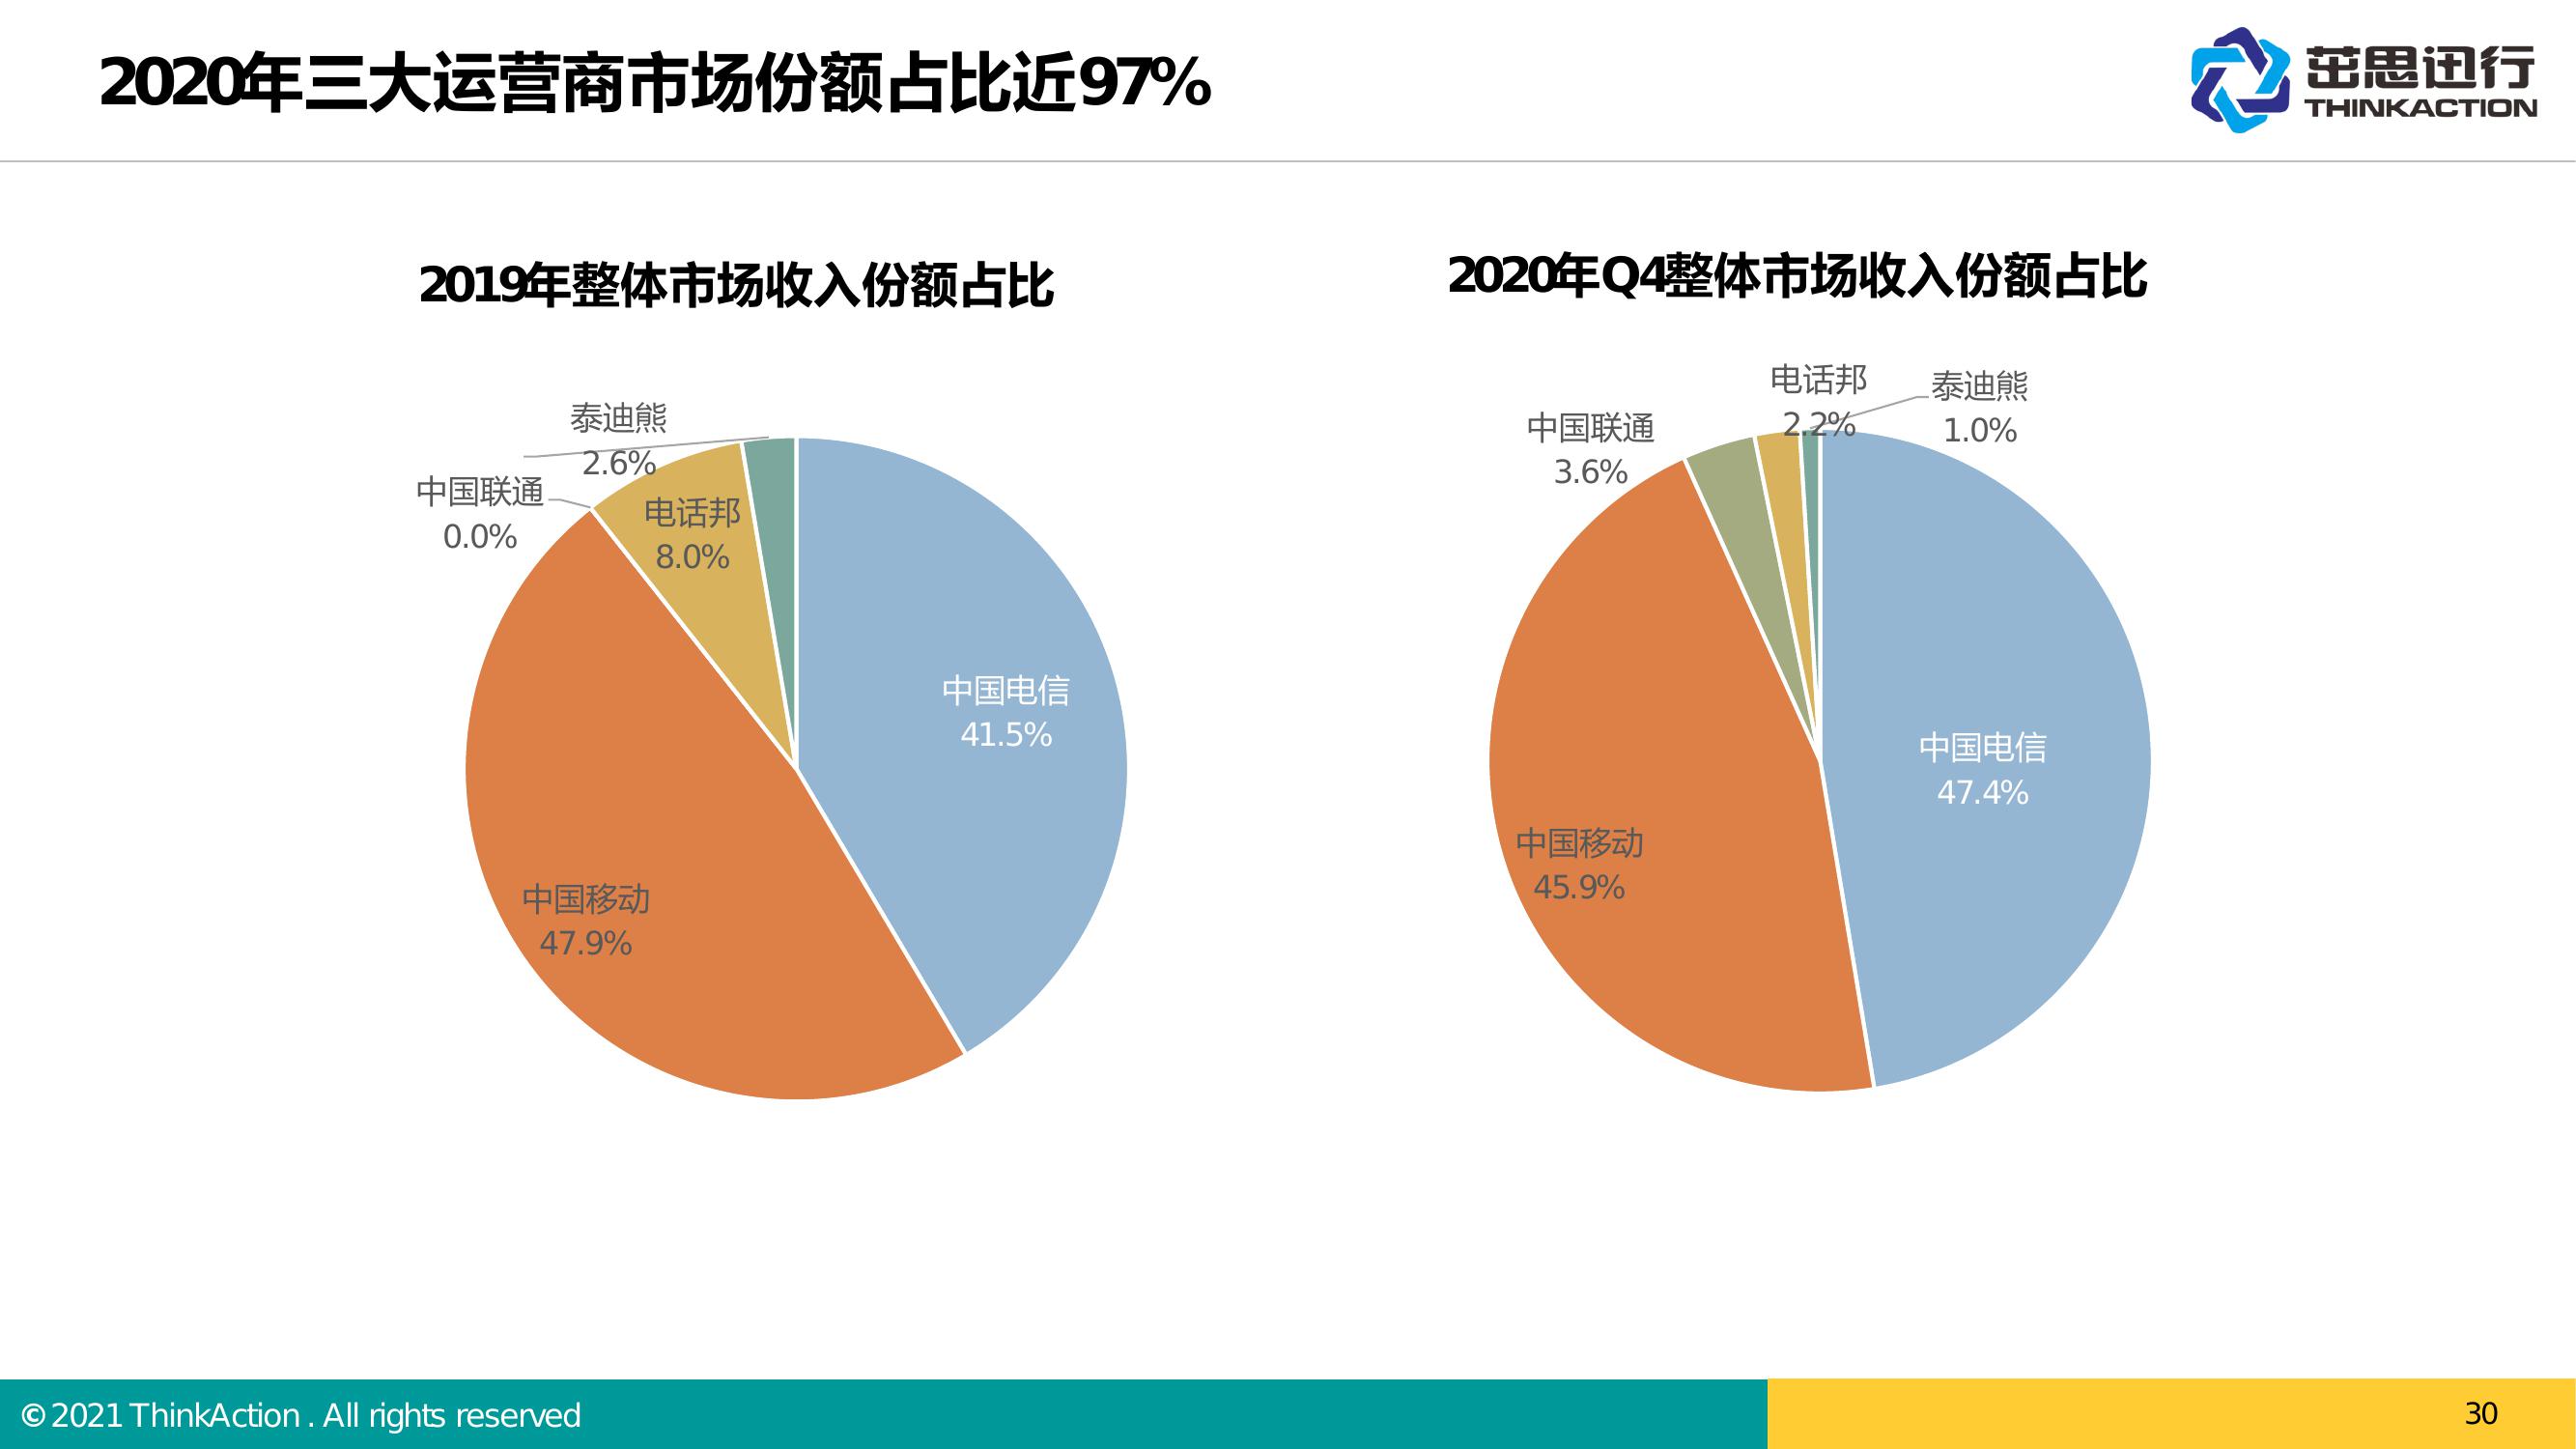 2020年三大运营商市场份额占比近97%
茁思迅行
THINKACTION
2019年整体市场收入份额占比
泰迪熊
2.6%
中国联通
0.0%
电话邦
8.0%
中国电信
41.5%
中国移动
47.9%
2020年Q4整体市场收入份额占比
电话邦
2.2%
泰迪熊
1.0%
中国联通
3.6%
中国电信
47.4%
中国移动
45.9%
© 2021 ThinkAction . All rights reserved
30